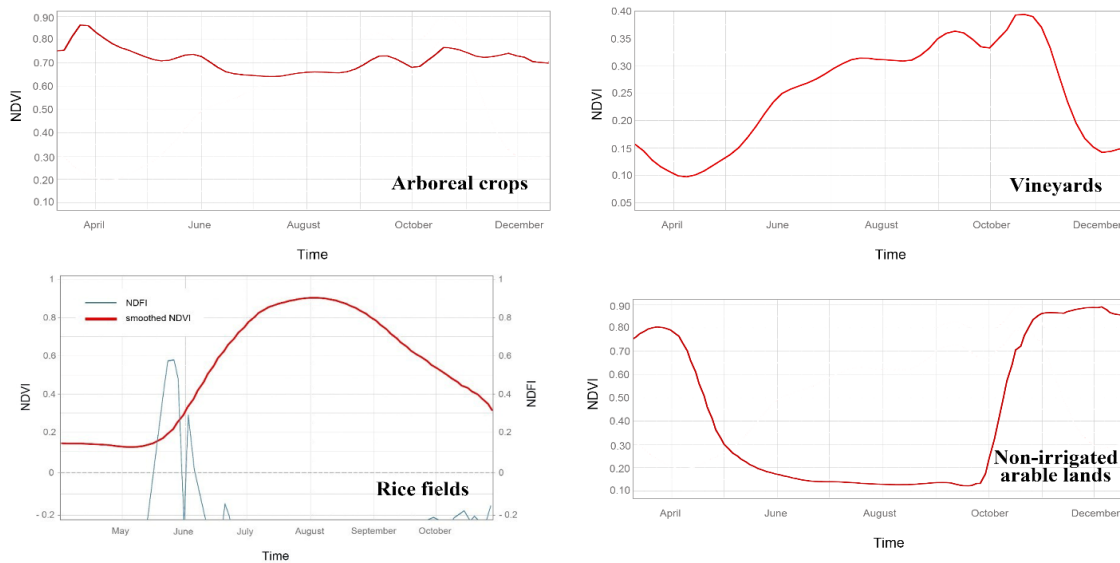 0.90
0.80
0.70
0.60
0.50
0.40
0.30
0.20
0.10
NDVI
Arboreal crops
April June August October December
Time
0.40
0.35
0.30
0.25
0.20
0.15
0.10
0.05
NDVI
Vineyards
April June August October December
Time
1
0.8
0.6
0.4
0.2
0
- 0.2
NDVI
NDFI
smoothed NDVI
Rice fields
1
0.8
0.6
0.4
0.2
0
- 0.2
NDFI
May June July August September October
Time
0.90
0.80
0.70
0.60
0.50
0.40
0.30
0.20
0.10
NDVI
Non-irrigated
arable lands
April June August October December
Time